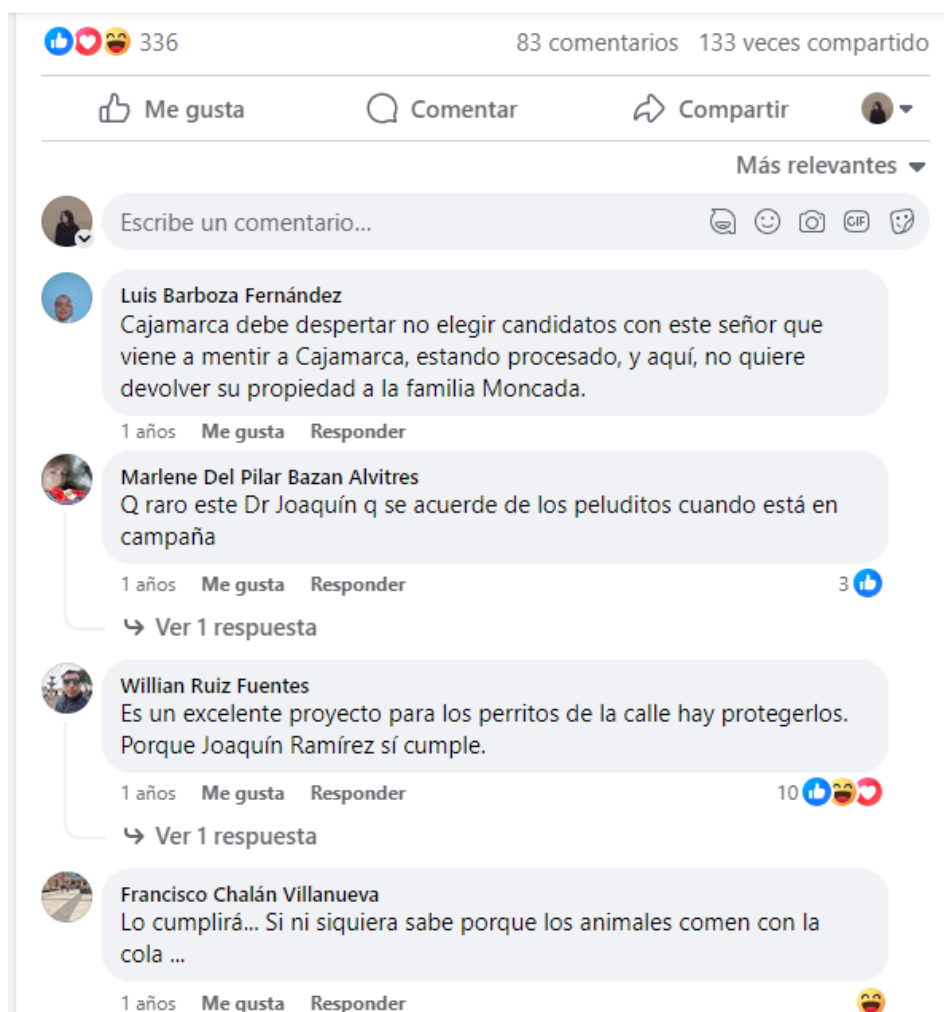 336 83 comentarios 133 veces compartido
Me gusta Comentar Compartir
Más relevantes
Escribe un comentario...
GIF
Luis Barboza Fernández
Cajamarca debe despertar no elegir candidatos con este señor que
viene a mentir a Cajamarca, estando procesado, y aquí, no quiere
devolver su propiedad a la familia Moncada.
1 años Me gusta Responder
Marlene Del Pilar Bazan Alvitres
Q raro este Dr Joaquín q se acuerde de los peluditos cuando está en
campaña
1 años Me gusta Responder 3
Ver 1 respuesta
Willian Ruiz Fuentes
Es un excelente proyecto para los perritos de la calle hay protegerlos.
Porque Joaquín Ramírez sí cumple.
1 años Me gusta Responder 10
Ver 1 respuesta
Francisco Chalán Villanueva
Lo cumplirá... Si ni siquiera sabe porque los animales comen con la
cola ...
1 años Me gusta Responder